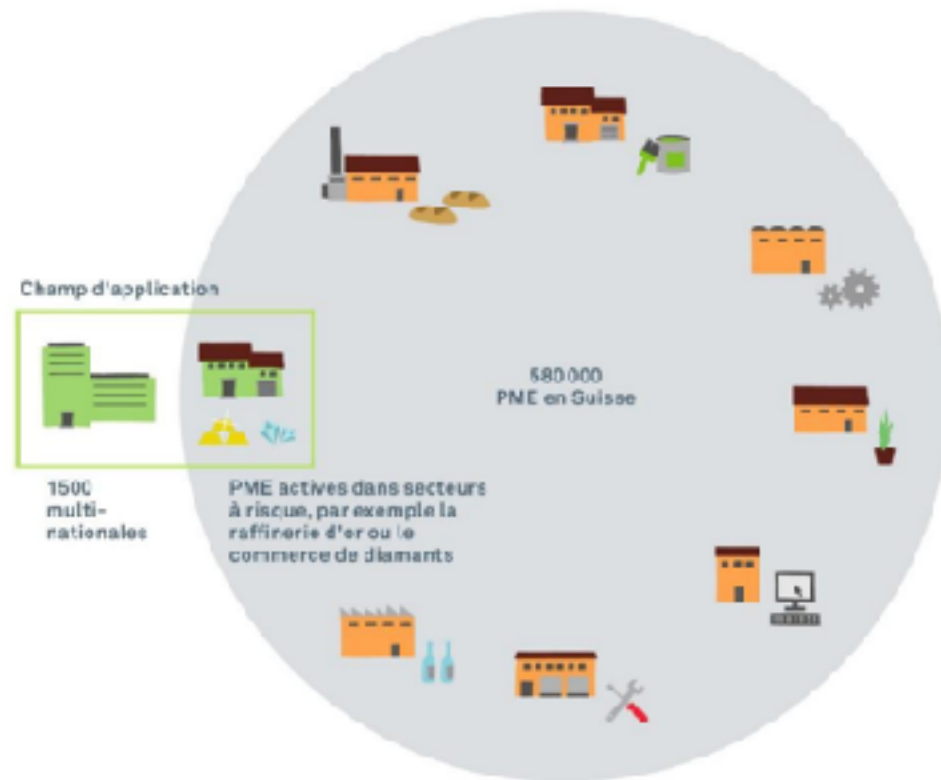 Champ d'application
580 000
PME en Suisse
1500
multi-
nationales
PME actives dans secteurs
à risque, par exemple la
raffinerie d'or ou le
commerce de diamants